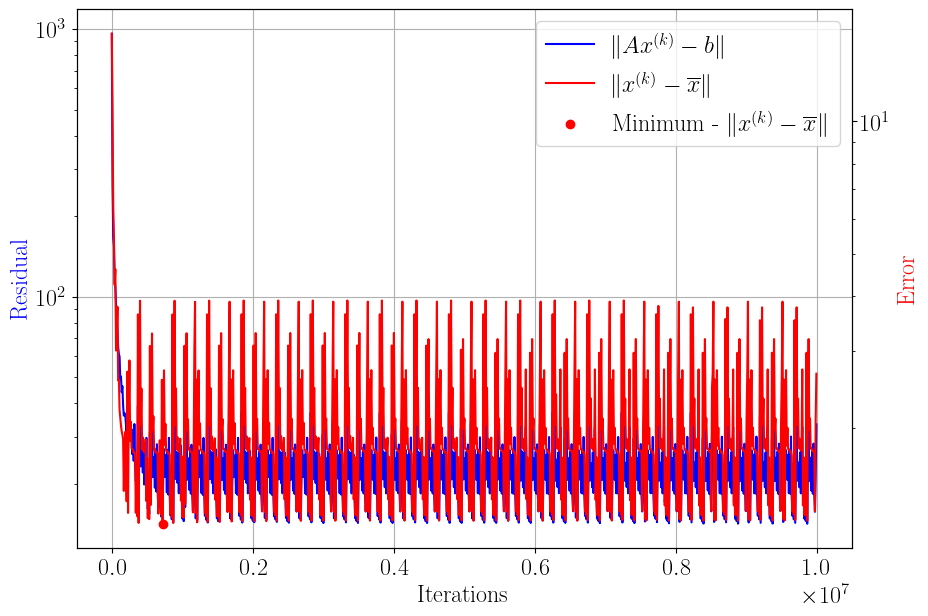 10³
10²
Residual
‖Ax⁽ᵏ⁾ − b‖
‖x⁽ᵏ⁾ − x̅‖
Minimum - ‖x⁽ᵏ⁾ − x̅‖
10¹
Error
0.0 0.2 0.4 0.6 0.8 1.0
Iterations
×10⁷